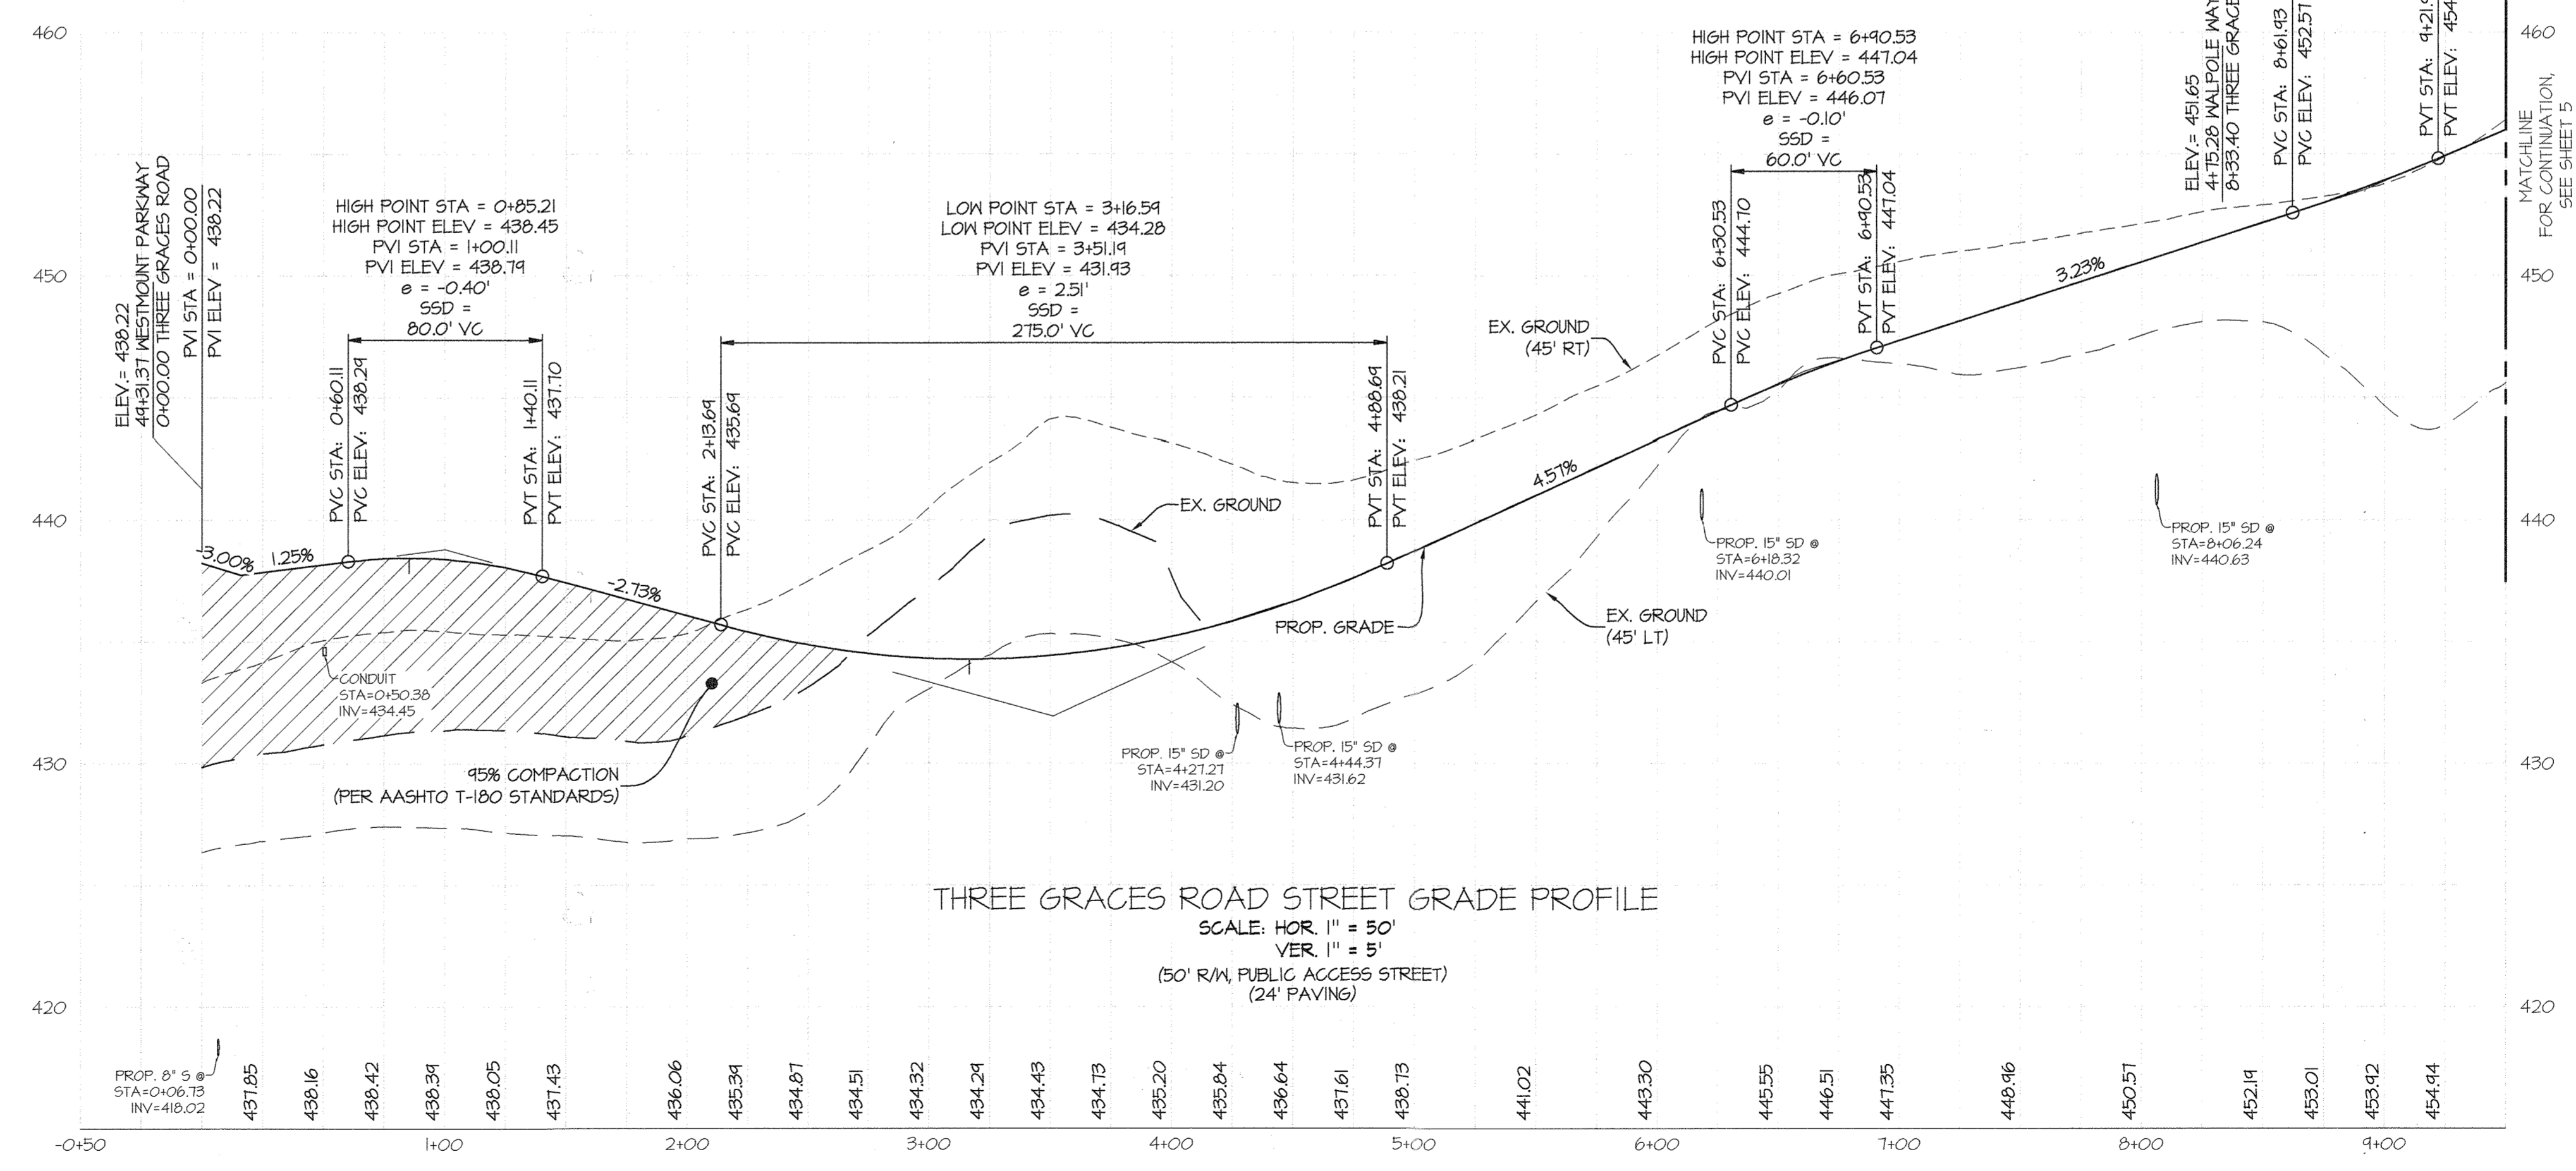 460
450
440
430
420
ELEV.= 438.22
49+31.37 WESTMOUNT PARKWAY
0+00.00 THREE GRACES ROAD
PVI STA = 0+00.00
PVI ELEV = 438.22
HIGH POINT STA = 0+85.21
HIGH POINT ELEV = 438.45
PVI STA = 1+00.11
PVI ELEV = 438.79
e = -0.40'
SSD =
80.0' VC
PVC STA: 0+60.11
PVC ELEV: 438.29
PVT STA: 1+40.11
PVT ELEV: 437.70
LOW POINT STA = 3+16.59
LOW POINT ELEV = 434.28
PVI STA = 3+51.19
PVI ELEV = 431.93
e = 2.51'
SSD =
275.0' VC
PVC STA: 2+13.69
PVC ELEV: 435.69
PVT STA: 4+88.69
PVT ELEV: 438.21
HIGH POINT STA = 6+90.53
HIGH POINT ELEV = 447.04
PVI STA = 6+60.53
PVI ELEV = 446.07
e = -0.10'
SSD =
60.0' VC
PVC STA: 6+30.53
PVC ELEV: 444.70
PVT STA: 6+90.53
PVT ELEV: 447.04
ELEV.= 451.65
4+75.28 WALPOLE WAY
8+33.40 THREE GRACE
PVC STA: 8+61.93
PVC ELEV: 452.57
PVT STA: 9+21.
PVT ELEV: 454
MATCHLINE
FOR CONTINUATION,
SEE SHEET 5
460
450
440
430
420
-3.00%
1.25%
-2.73%
4.57%
3.23%
EX. GROUND
(45' RT)
EX. GROUND
PROP. GRADE
EX. GROUND
(45' LT)
CONDUIT
STA=0+50.38
INV=434.45
95% COMPACTION
(PER AASHTO T-180 STANDARDS)
PROP. 15" SD @
STA=4+27.27
INV=431.20
PROP. 15" SD @
STA=4+44.37
INV=431.62
PROP. 15" SD @
STA=6+18.32
INV=440.01
PROP. 15" SD @
STA=8+06.24
INV=440.63
THREE GRACES ROAD STREET GRADE PROFILE
SCALE: HOR. 1" = 50'
VER. 1" = 5'
(50' R/W, PUBLIC ACCESS STREET)
(24' PAVING)
PROP. 8" S @
STA=0+06.73
INV=418.02
437.85
438.16
438.42
438.39
438.05
437.43
436.06
435.39
434.87
434.51
434.32
434.29
434.43
434.73
435.20
435.84
436.64
437.61
438.73
441.02
443.30
445.55
446.51
447.35
448.96
450.57
452.19
453.01
453.92
454.94
-0+50
1+00
2+00
3+00
4+00
5+00
6+00
7+00
8+00
9+00